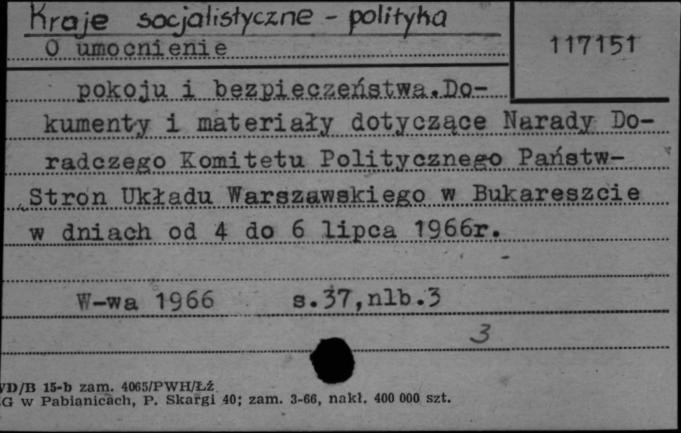 Kraje socjalistyczne - polityka
O umocnienie
117151
pokoju i bezpieczeństwa.Do-
kumenty i materiały dotyczące Narady Do-
radczego Komitetu Politycznego Państw-
Stron Układu Warszawskiego w Bukareszcie
w dniach od 4 do 6 lipca 1966r.
W-wa 1966 s.37,nlb.3
3
/D/B 15-b zam. 4065/PWH/Łź
G w Pabianicach, P. Skargi 40; zam. 3-66, nakł. 400 000 szt.